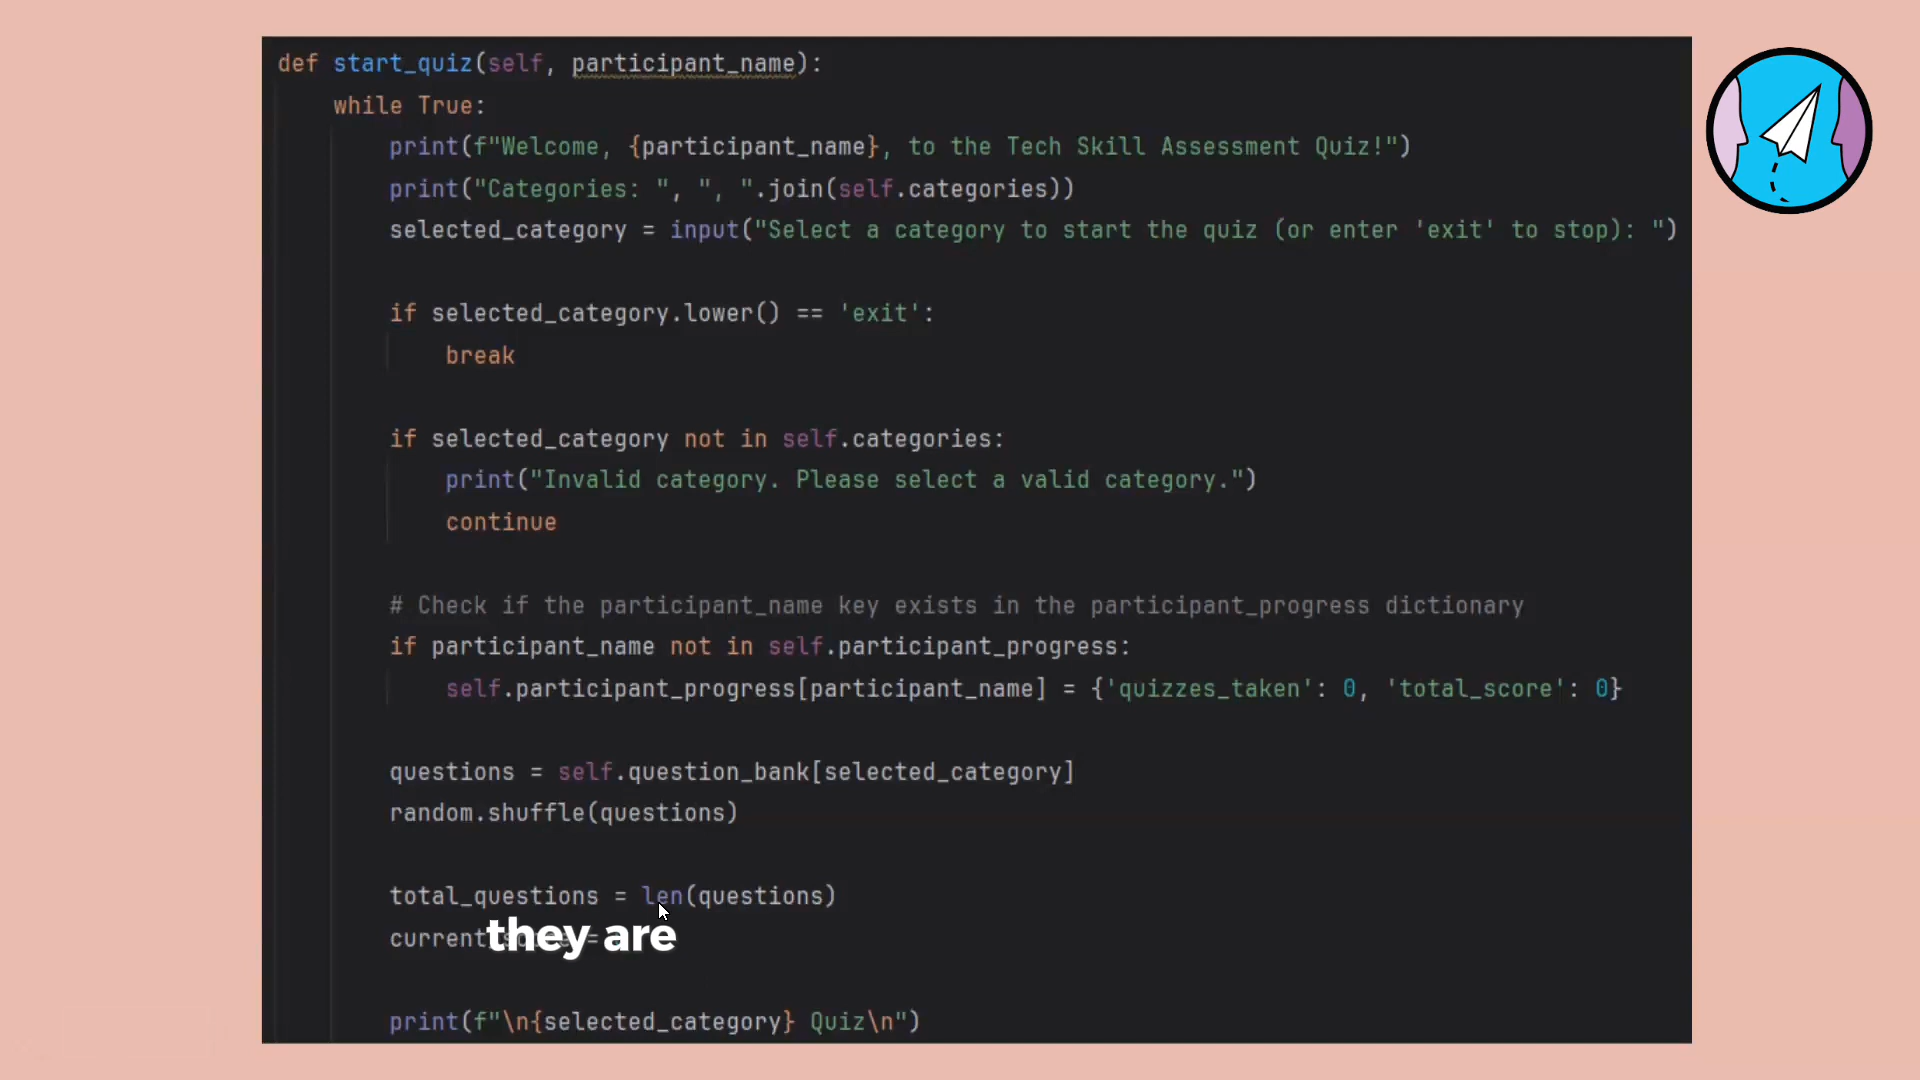 def start_quiz(self, participant_name):
while True:
print(f"Welcome, {participant_name}, to the Tech Skill Assessment Quiz!")
print("Categories: ", ", ".join(self.categories))
selected_category = input("Select a category to start the quiz (or enter 'exit' to stop): ")
if selected_category.lower() == 'exit':
break
if selected_category not in self.categories:
print("Invalid category. Please select a valid category.")
continue
# Check if the participant_name key exists in the participant_progress dictionary
if participant_name not in self.participant_progress:
self.participant_progress[participant_name] = {'quizzes_taken': 0, 'total_score': 0}
questions = self.question_bank[selected_category]
random.shuffle(questions)
total_questions = len(questions)
current =
they are
print(f"\n{selected_category} Quiz\n")